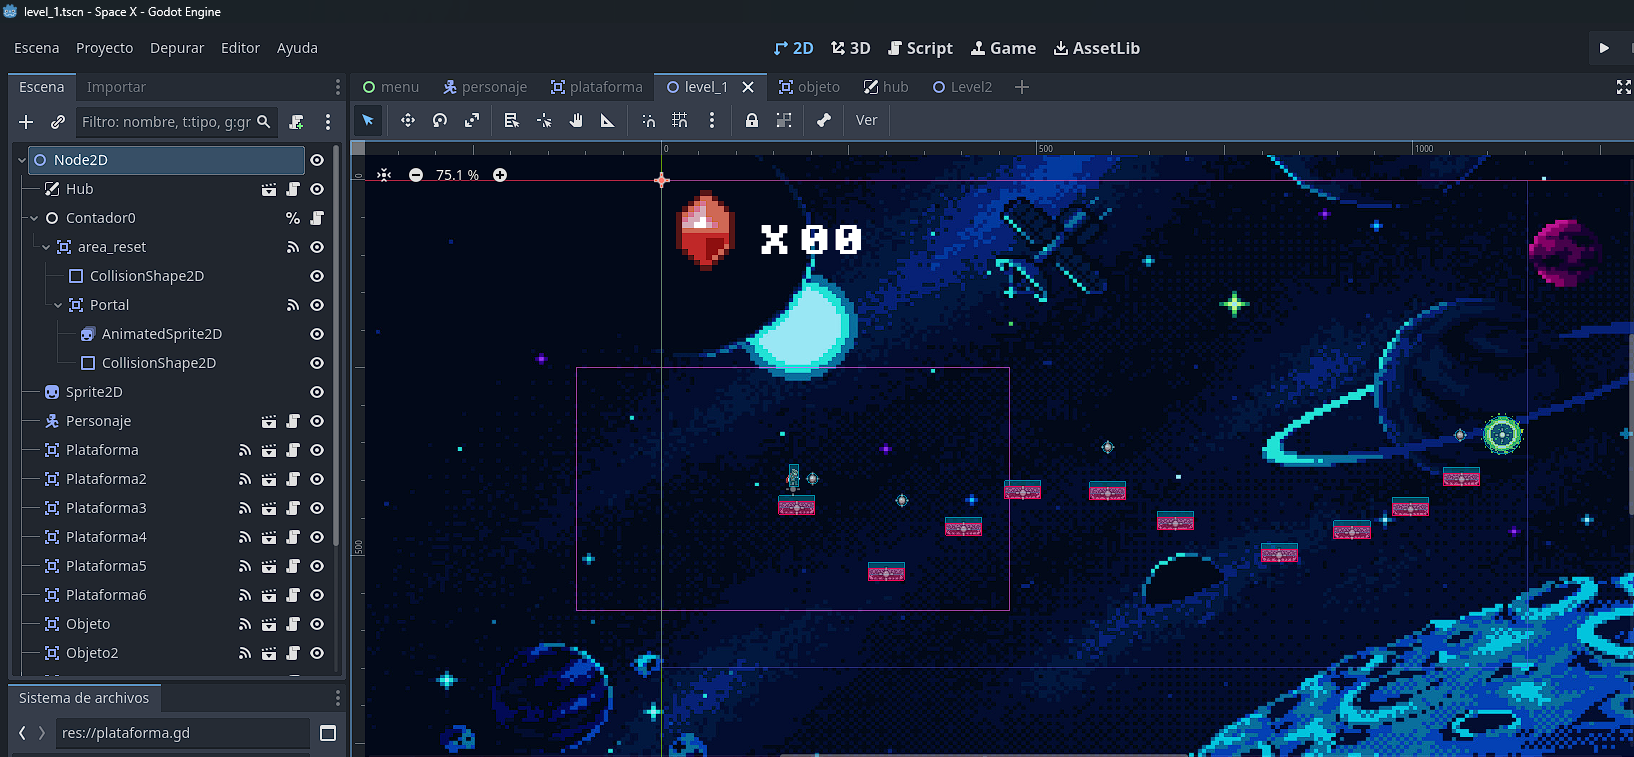 level_1.tscn - Space X - Godot Engine
Escena Proyecto Depurar Editor Ayuda
2D 3D Script Game AssetLib
Escena Importar
menu personaje plataforma level_1 objeto hub Level2
Filtro: nombre, t:tipo, g:gr
Ver
0 500 1000
0
75.1 %
500
X 00
Node2D
Hub
Contador0
%
area_reset
CollisionShape2D
Portal
AnimatedSprite2D
CollisionShape2D
Sprite2D
Personaje
Plataforma
Plataforma2
Plataforma3
Plataforma4
Plataforma5
Plataforma6
Objeto
Objeto2
Sistema de archivos
res://plataforma.gd